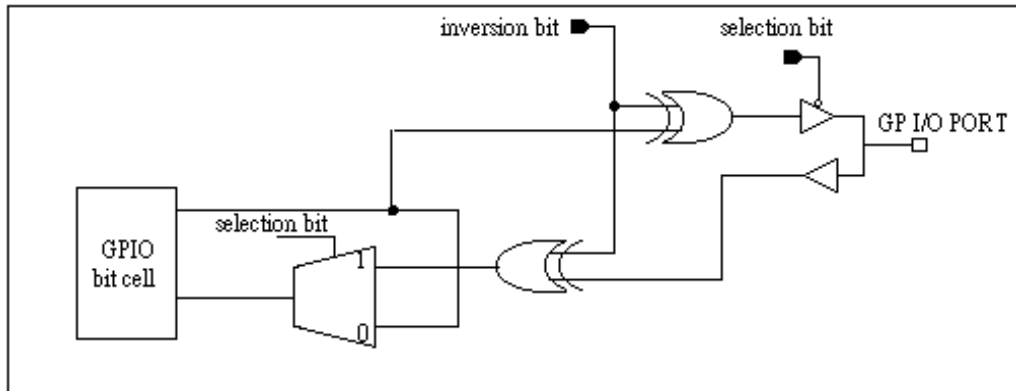 inversion bit
selection bit
GP I/O PORT
selection bit
GPIO
bit cell
1
0